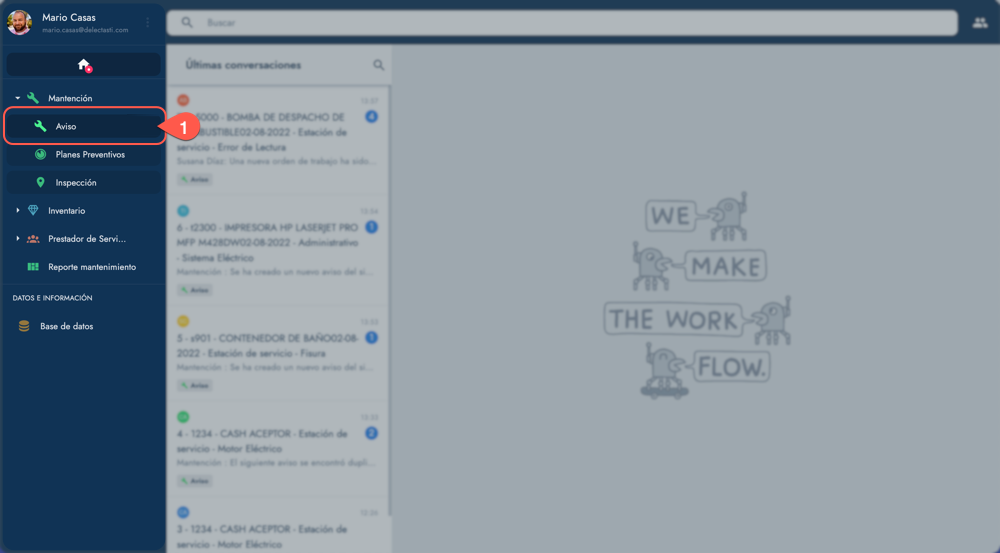 Mario Casas
mario.casas@delectasti.com
Buscar
Últimas conversaciones
Mantención
Aviso
1
Planes Preventivos
Inspección
Inventario
Prestador de Servi...
Reporte mantenimiento
DATOS E INFORMACIÓN
Base de datos
13:37
5000 - BOMBA DE DESPACHO DE
BUSTIBLE02-08-2022 - Estación de
servicio - Error de Lectura
4
Susana Díaz: Una nueva orden de trabajo ha sido...
Aviso
6 - t2300 - IMPRESORA HP LASERJET PRO
MFP M428DW02-08-2022 - Administrativo
- Sistema Eléctrico
1
Mantención : Se ha creado un nuevo aviso del si...
Aviso
5 - s901 - CONTENEDOR DE BAÑO02-08-
2022 - Estación de servicio - Fisura
1
Mantención : Se ha creado un nuevo aviso del si...
Aviso
4 - 1234 - CASH ACEPTOR - Estación de
servicio - Motor Eléctrico
2
Mantención : El siguiente aviso se encontró dupli...
Aviso
3 - 1234 - CASH ACEPTOR - Estación de
servicio - Motor Eléctrico
WE
MAKE
THE WORK
FLOW.